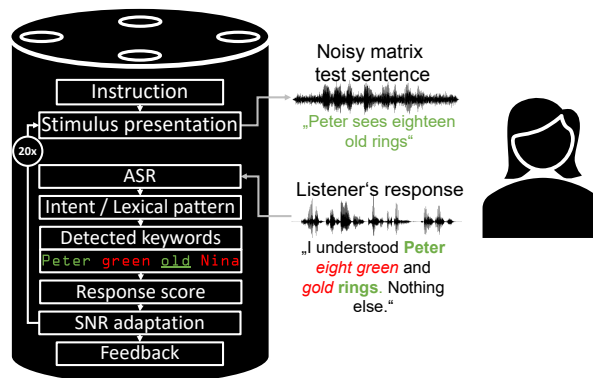 Instruction
Stimulus presentation
20x
ASR
Intent / Lexical pattern
Detected keywords
Peter green old Nina
Response score
SNR adaptation
Feedback
Noisy matrix
test sentence
„Peter sees eighteen
old rings“
Listener‘s response
„I understood Peter
eight green and
gold rings. Nothing
else.“